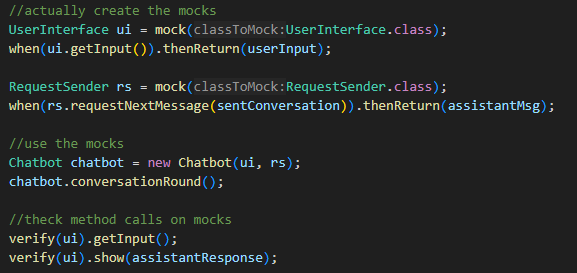 //actually create the mocks
UserInterface ui = mock(classToMock:UserInterface.class);
when(ui.getInput()).thenReturn(userInput);
RequestSender rs = mock(classToMock:RequestSender.class);
when(rs.requestNextMessage(sentConversation)).thenReturn(assistantMsg);
//use the mocks
Chatbot chatbot = new Chatbot(ui, rs);
chatbot.conversationRound();
//theck method calls on mocks
verify(ui).getInput();
verify(ui).show(assistantResponse);